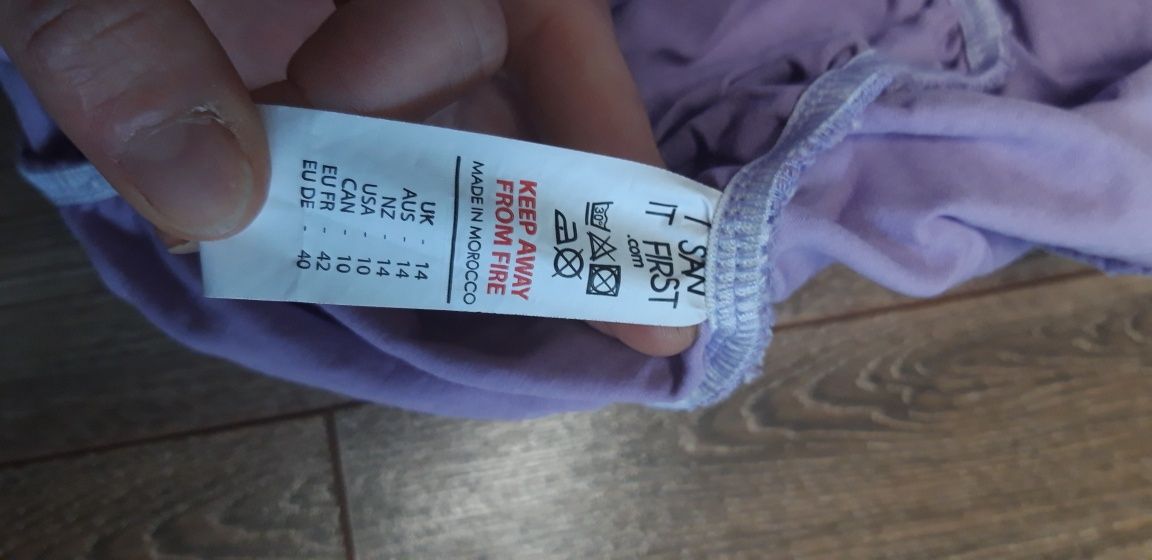 I SAW
IT FIRST
.com
30°
KEEP AWAY
FROM FIRE
MADE IN MOROCCO
UK - 14
AUS - 14
NZ - 14
USA - 10
CAN - 10
EU FR - 42
EU DE - 40